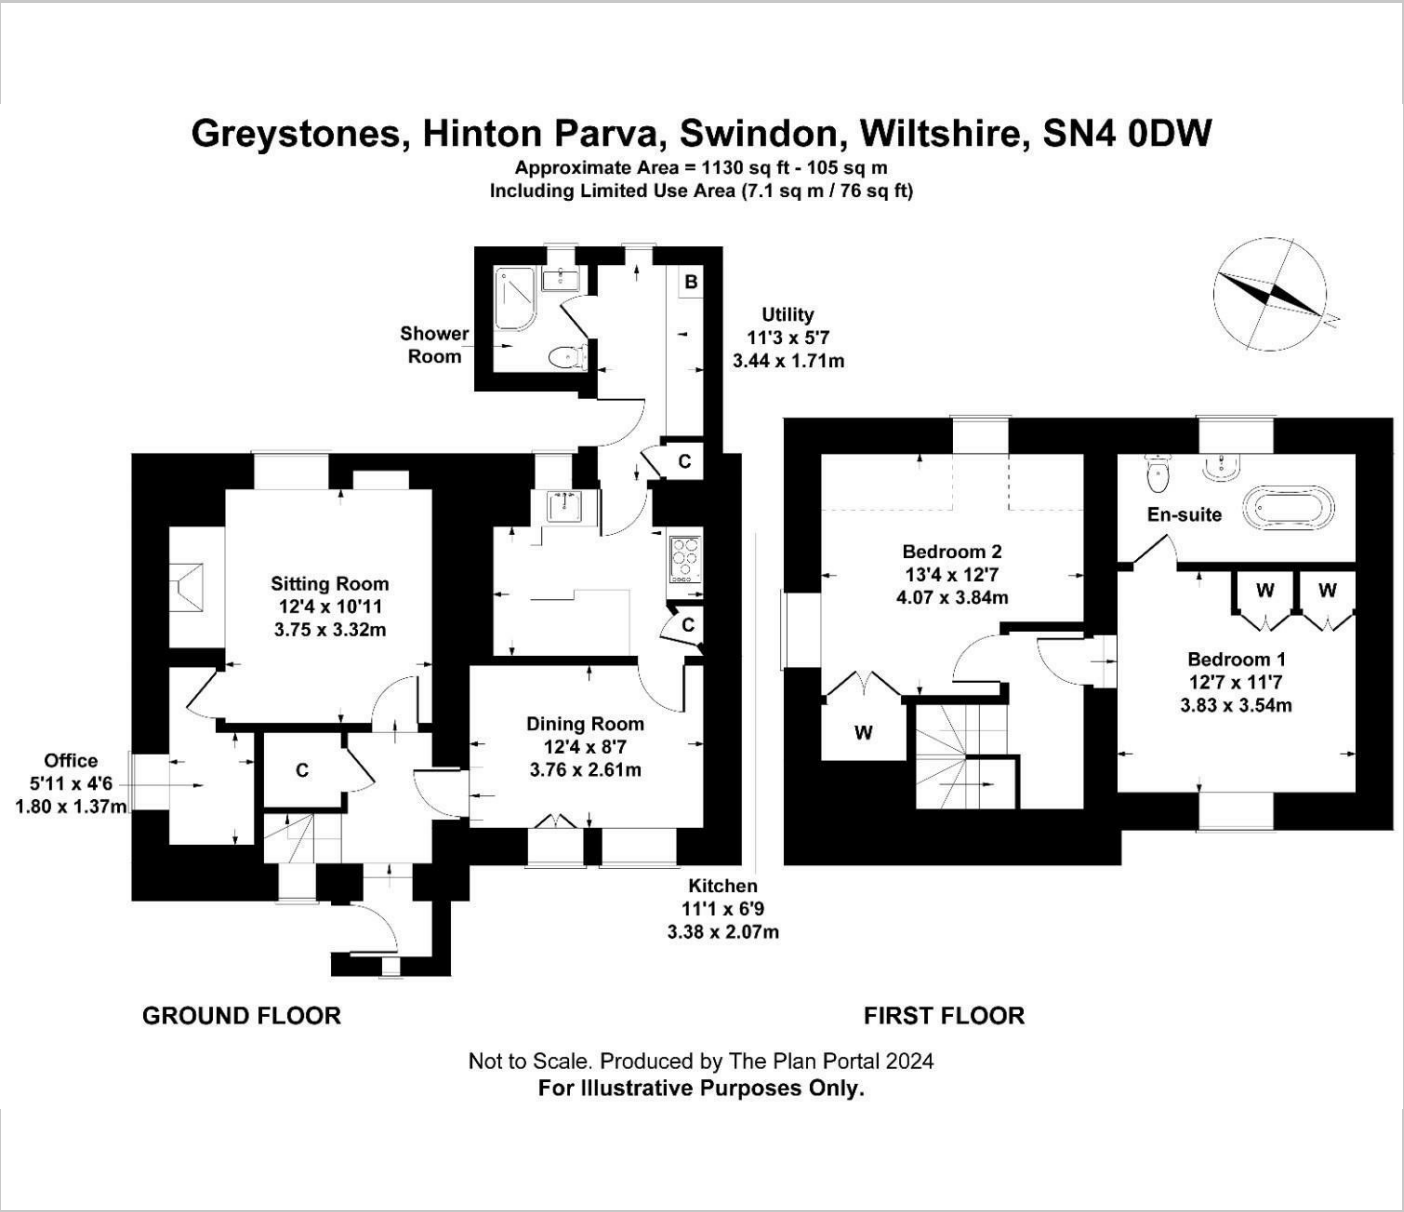 Greystones, Hinton Parva, Swindon, Wiltshire, SN4 0DW
Approximate Area = 1130 sq ft - 105 sq m
Including Limited Use Area (7.1 sq m / 76 sq ft)
N
B
Utility
11'3 x 5'7
3.44 x 1.71m
Shower
Room
C
Sitting Room
12'4 x 10'11
3.75 x 3.32m
C
Dining Room
12'4 x 8'7
3.76 x 2.61m
Office
5'11 x 4'6
1.80 x 1.37m
C
Kitchen
11'1 x 6'9
3.38 x 2.07m
En-suite
Bedroom 2
13'4 x 12'7
4.07 x 3.84m
W
W
Bedroom 1
12'7 x 11'7
3.83 x 3.54m
W
GROUND FLOOR
FIRST FLOOR
Not to Scale. Produced by The Plan Portal 2024
For Illustrative Purposes Only.